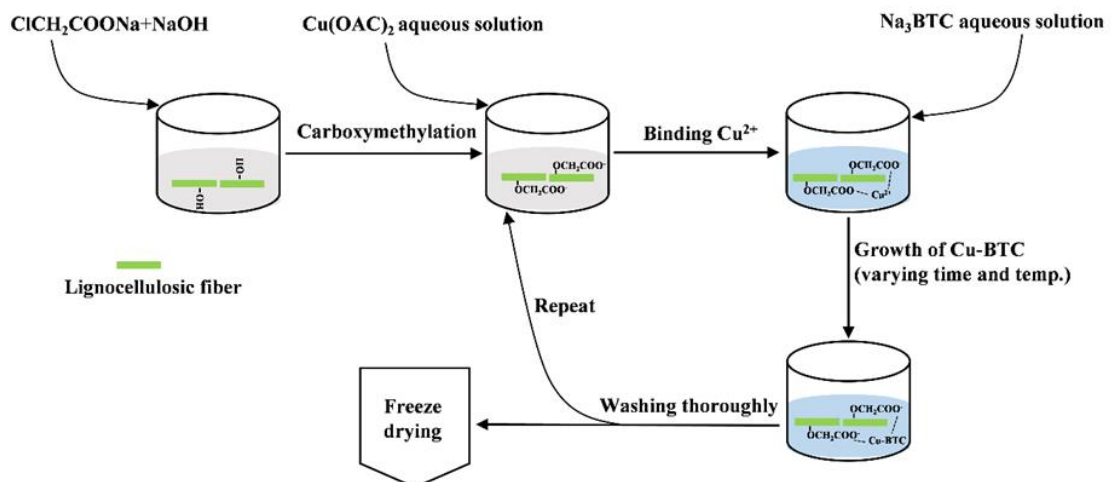 ClCH₂COONa+NaOH
Cu(OAC)₂ aqueous solution
Na₃BTC aqueous solution
Carboxymethylation
Binding Cu²⁺
HO
OH
OCH₂COO⁻
OCH₂COO⁻
OCH₂COO
OCH₂COO
Cu²⁺
Lignocellulosic fiber
Growth of Cu-BTC
(varying time and temp.)
Repeat
Freeze
drying
Washing thoroughly
OCH₂COO⁻
OCH₂COO⁻
Cu-BTC